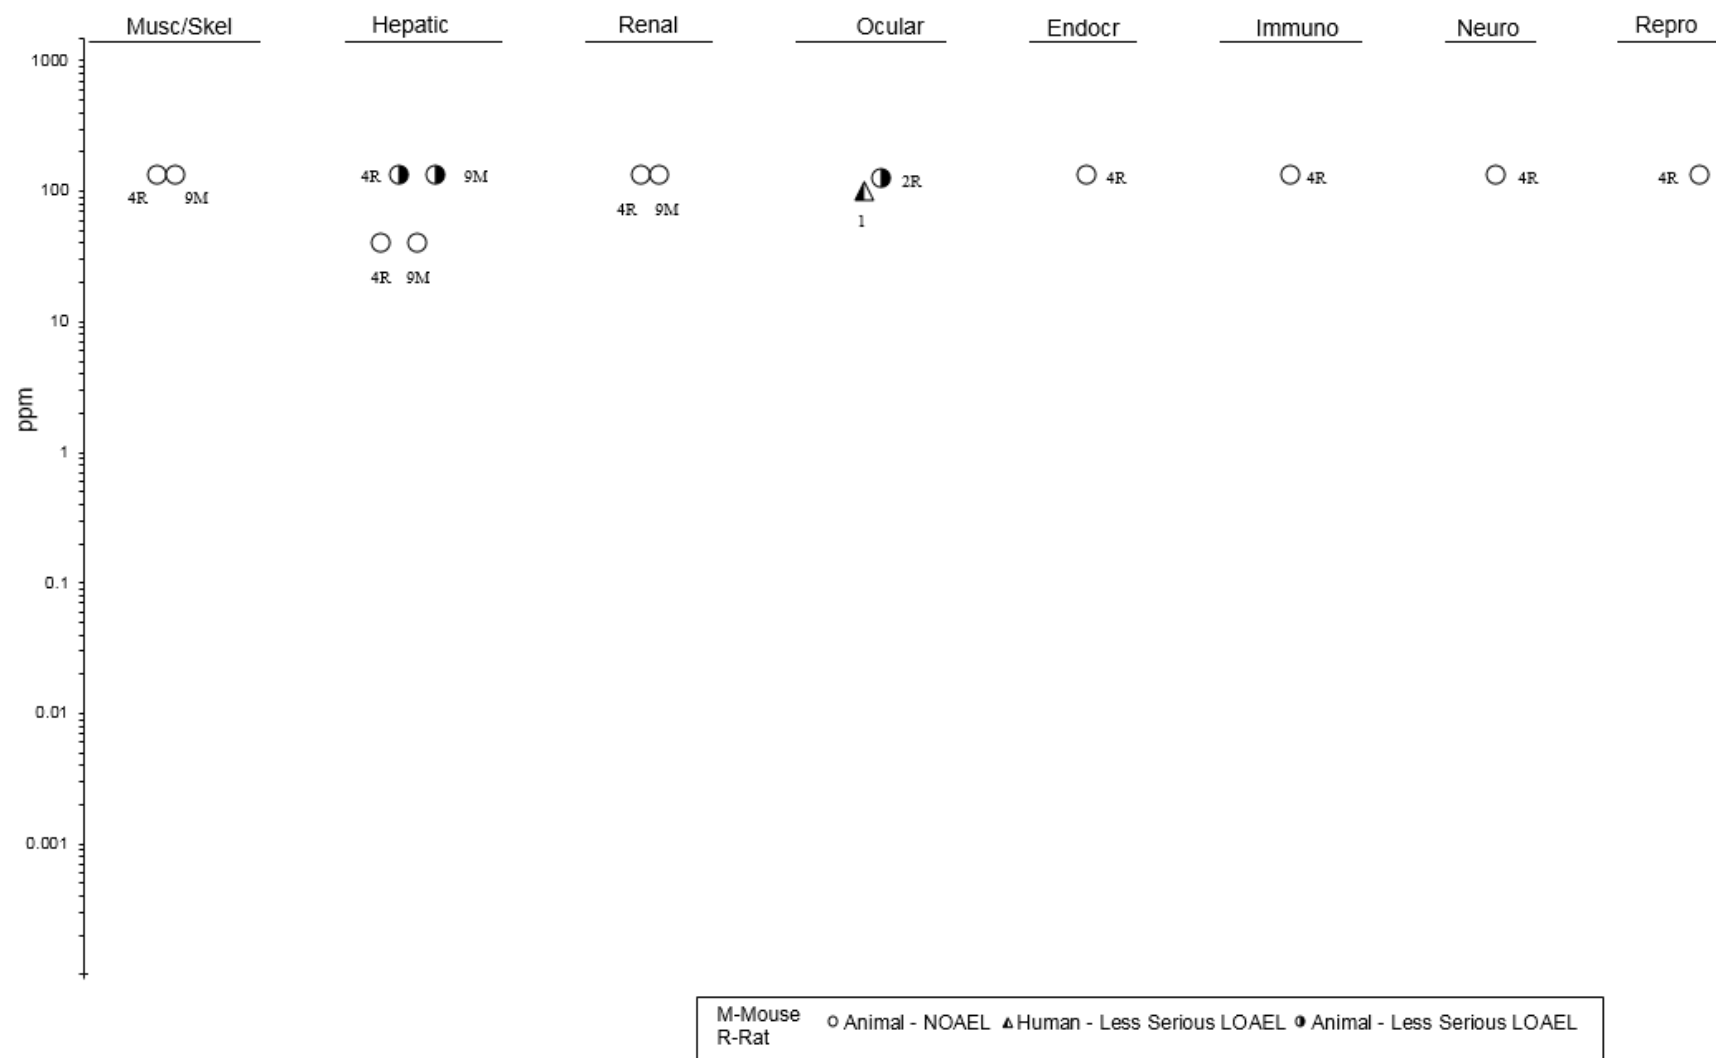 Musc/Skel Hepatic Renal Ocular Endocr Immuno Neuro Repro
1000
4R 9M 4R 2R 4R 4R 4R 4R
100
4R 9M 4R 9M 1
4R 9M
10
ppm
1
0.1
0.01
0.001
M-Mouse Animal - NOAEL Human - Less Serious LOAEL Animal - Less Serious LOAEL
R-Rat